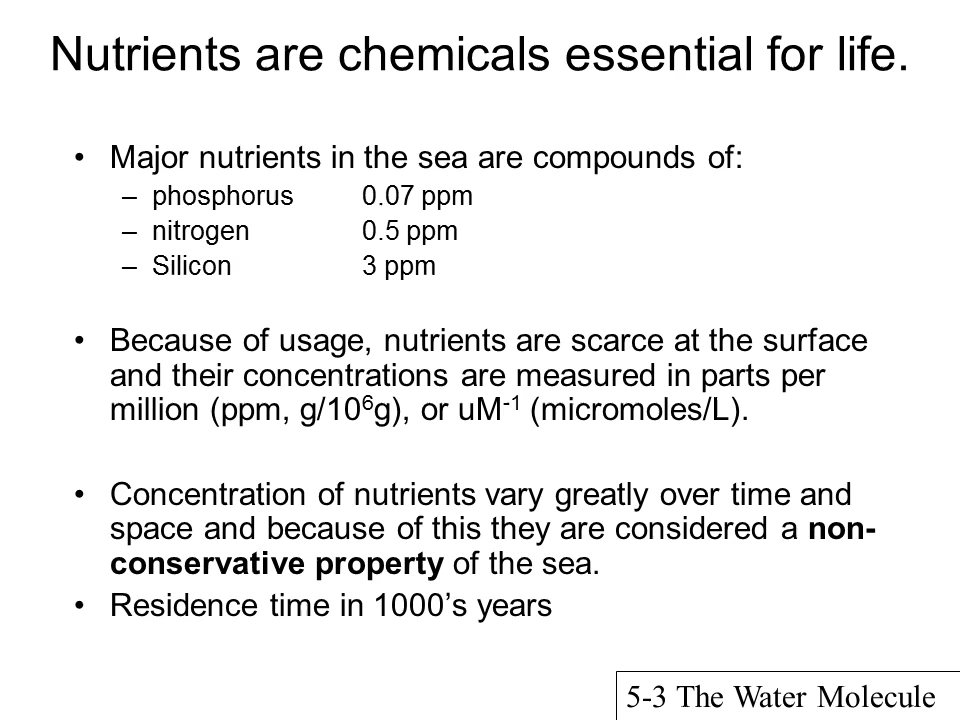 Nutrients are chemicals essential for life.
• Major nutrients in the sea are compounds of:
– phosphorus 0.07 ppm
– nitrogen 0.5 ppm
– Silicon 3 ppm
• Because of usage, nutrients are scarce at the surface
and their concentrations are measured in parts per
million (ppm, g/10⁶g), or uM⁻¹ (micromoles/L).
• Concentration of nutrients vary greatly over time and
space and because of this they are considered a non-
conservative property of the sea.
• Residence time in 1000’s years
5-3 The Water Molecule